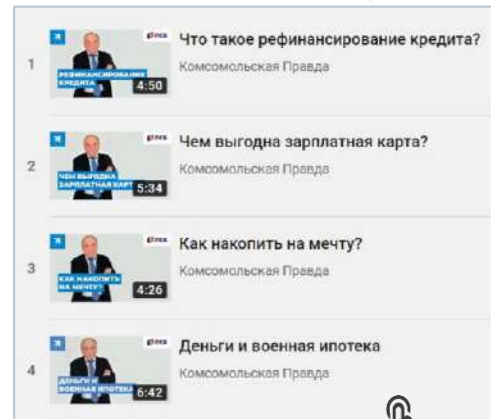 1
РЕФИНАНСИРОВАНИЕ
КРЕДИТА
4:50
Что такое рефинансирование кредита?
Комсомольская Правда
2
ЧЕМ ВЫГОДНА
ЗАРПЛАТНАЯ КАРТ
5:34
Чем выгодна зарплатная карта?
Комсомольская Правда
3
КАК НАКОПИТЬ
НА МЕЧТУ?
4:26
Как накопить на мечту?
Комсомольская Правда
4
ДЕНЬГИ И
ВОЕННАЯ ИПОТЕКА
6:42
Деньги и военная ипотека
Комсомольская Правда